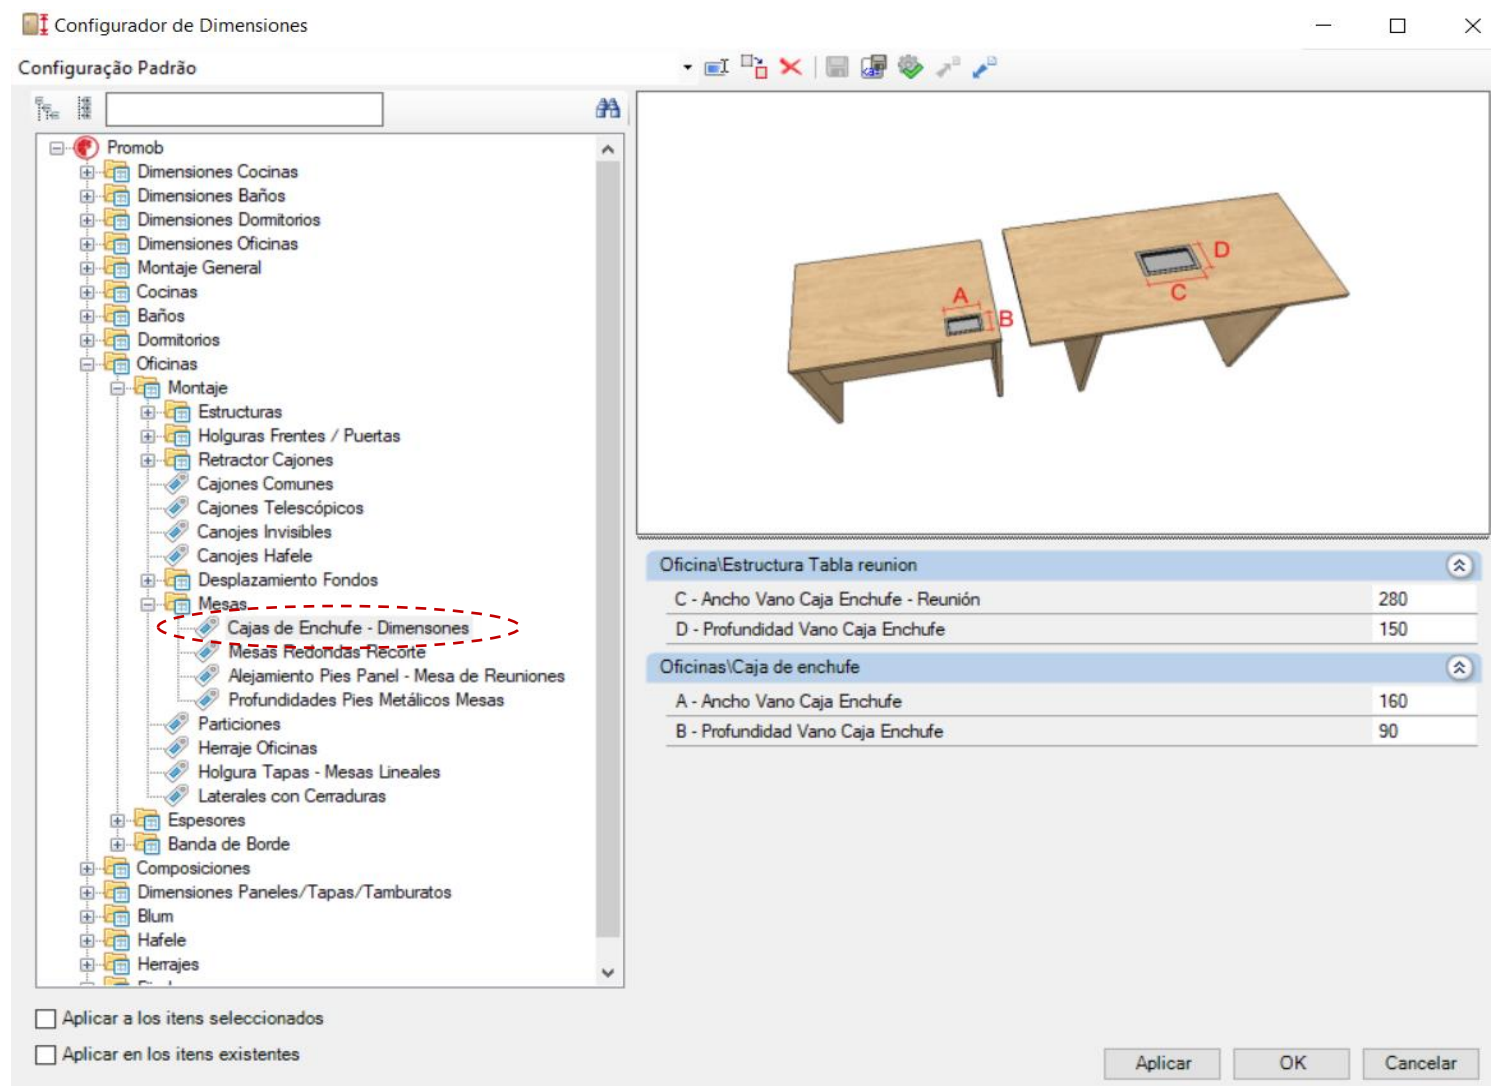 Configurador de Dimensiones
Configuração Padrão
Promob
Dimensiones Cocinas
Dimensiones Baños
Dimensiones Dormitorios
Dimensiones Oficinas
Montaje General
Cocinas
Baños
Dormitorios
Oficinas
Montaje
Estructuras
Holguras Frentes / Puertas
Retractor Cajones
Cajones Comunes
Cajones Telescópicos
Canojes Invisibles
Canojes Hafele
Desplazamiento Fondos
Mesas
Cajas de Enchufe - Dimensones
Mesas Redondas Recorte
Alejamiento Pies Panel - Mesa de Reuniones
Profundidades Pies Metálicos Mesas
Particiones
Herraje Oficinas
Holgura Tapas - Mesas Lineales
Laterales con Cerraduras
Espesores
Banda de Borde
Composiciones
Dimensiones Paneles/Tapas/Tamburatos
Blum
Hafele
Herrajes
Aplicar a los itens seleccionados
Aplicar en los itens existentes
A
B
C
D
Oficina\Estructura Tabla reunion
C - Ancho Vano Caja Enchufe - Reunión 280
D - Profundidad Vano Caja Enchufe 150
Oficinas\Caja de enchufe
A - Ancho Vano Caja Enchufe 160
B - Profundidad Vano Caja Enchufe 90
Aplicar OK Cancelar